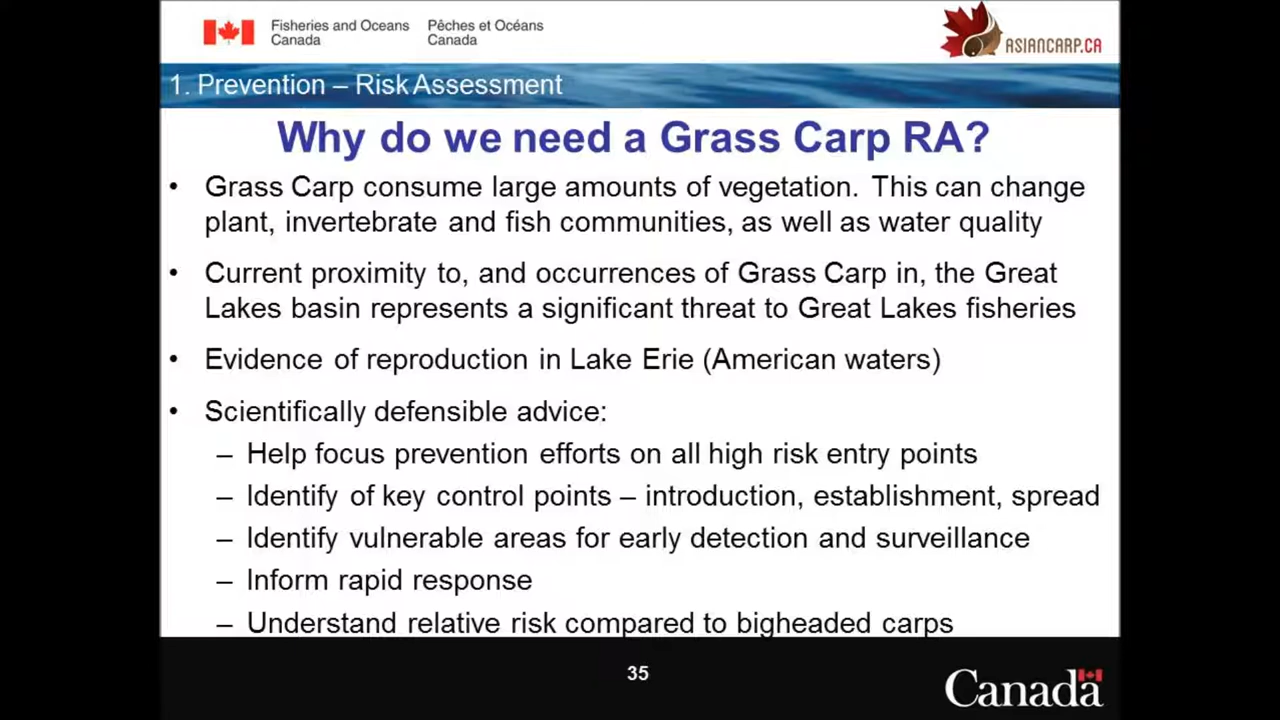 Fisheries and Oceans Pêches et Océans
Canada Canada
ASIANCARP.CA
1. Prevention – Risk Assessment
Why do we need a Grass Carp RA?
• Grass Carp consume large amounts of vegetation. This can change
plant, invertebrate and fish communities, as well as water quality
• Current proximity to, and occurrences of Grass Carp in, the Great
Lakes basin represents a significant threat to Great Lakes fisheries
• Evidence of reproduction in Lake Erie (American waters)
• Scientifically defensible advice:
– Help focus prevention efforts on all high risk entry points
– Identify of key control points – introduction, establishment, spread
– Identify vulnerable areas for early detection and surveillance
– Inform rapid response
– Understand relative risk compared to bigheaded carps
35
Canada